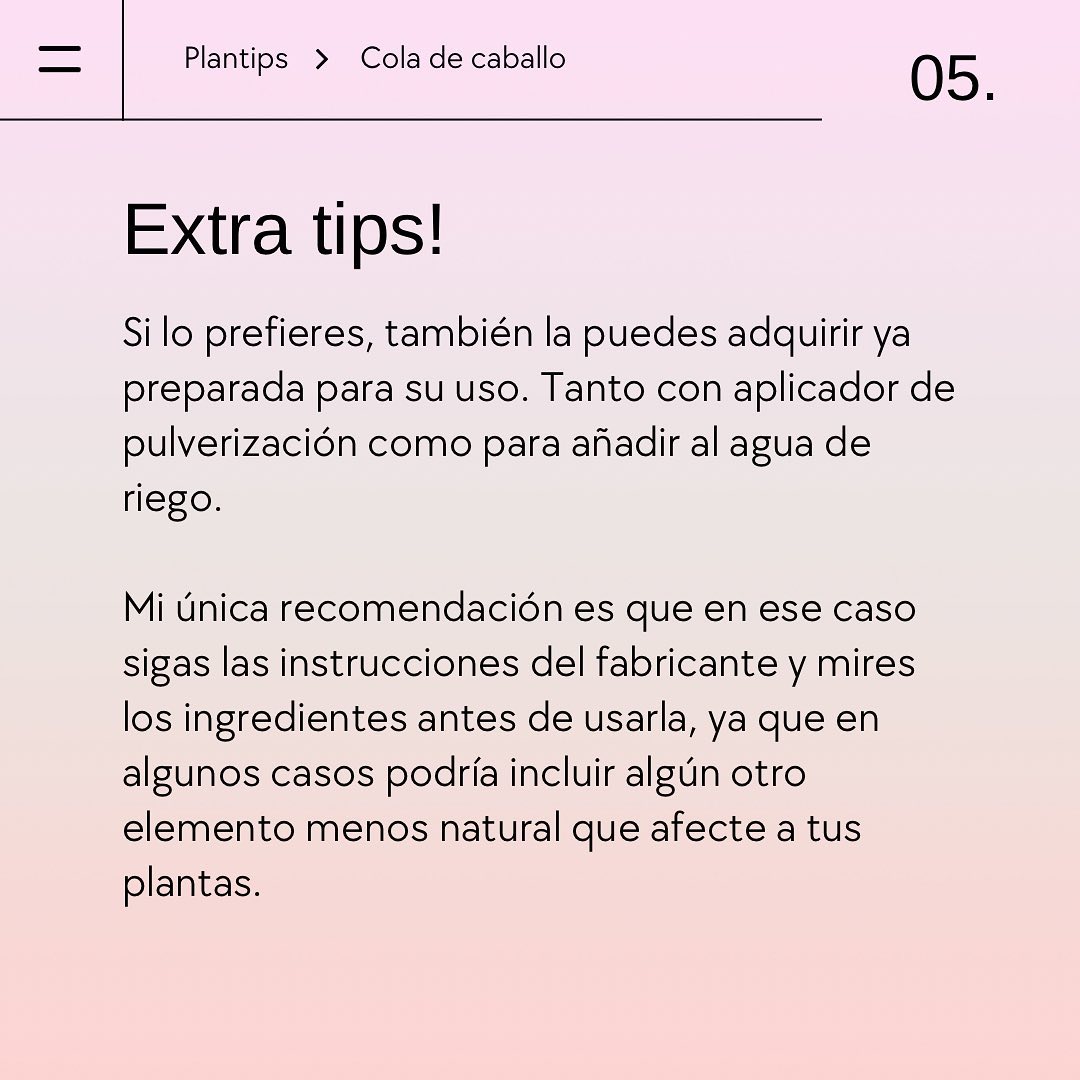 Plantips > Cola de caballo
05.
Extra tips!
Si lo prefieres, también la puedes adquirir ya
preparada para su uso. Tanto con aplicador de
pulverización como para añadir al agua de
riego.
Mi única recomendación es que en ese caso
sigas las instrucciones del fabricante y mires
los ingredientes antes de usarla, ya que en
algunos casos podría incluir algún otro
elemento menos natural que afecte a tus
plantas.